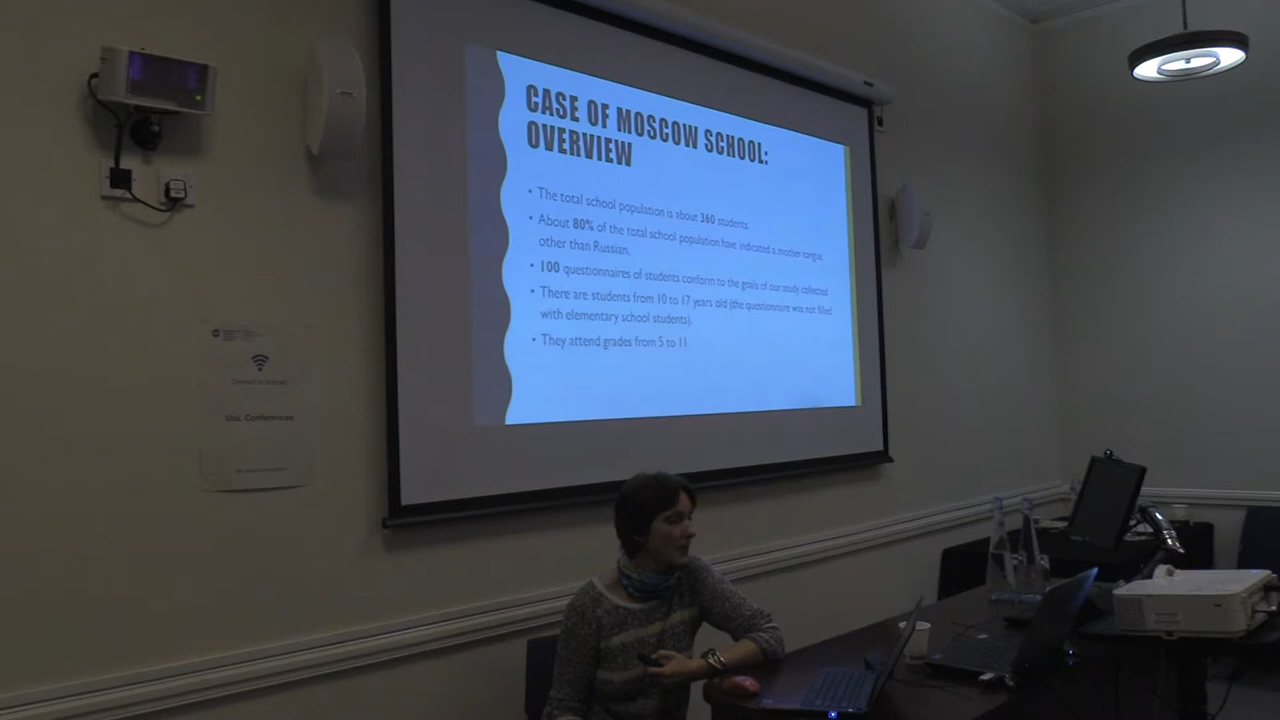 CASE OF MOSCOW SCHOOL:
OVERVIEW
• The total school population is about 360 students.
• About 80% of the total school population have indicated a mother tongue
other than Russian.
• 100 questionnaires of students conform to the goals of our study collected
• There are students from 10 to 17 years old (the questionnaire was not filled
with elementary school students).
• They attend grades from 5 to 11
UoL Conferences